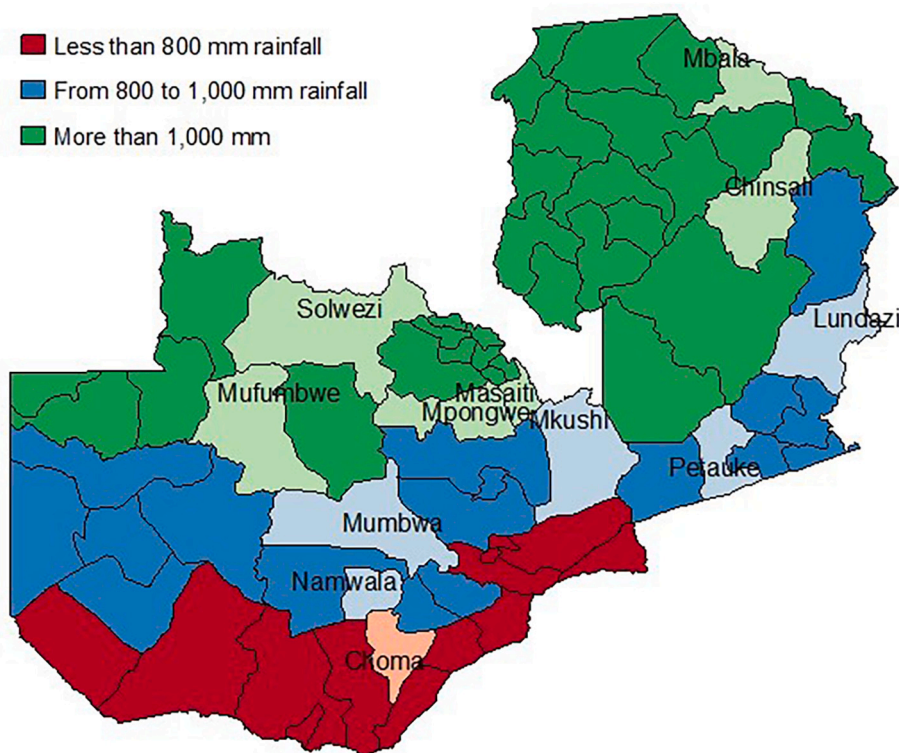 Less than 800 mm rainfall
From 800 to 1,000 mm rainfall
More than 1,000 mm
Mbala
Chinsali
Solwezi
Lundazi
Mufumbwe
Masaiti
Mpongwe
Mkushi
Petauke
Mumbwa
Namwala
Choma